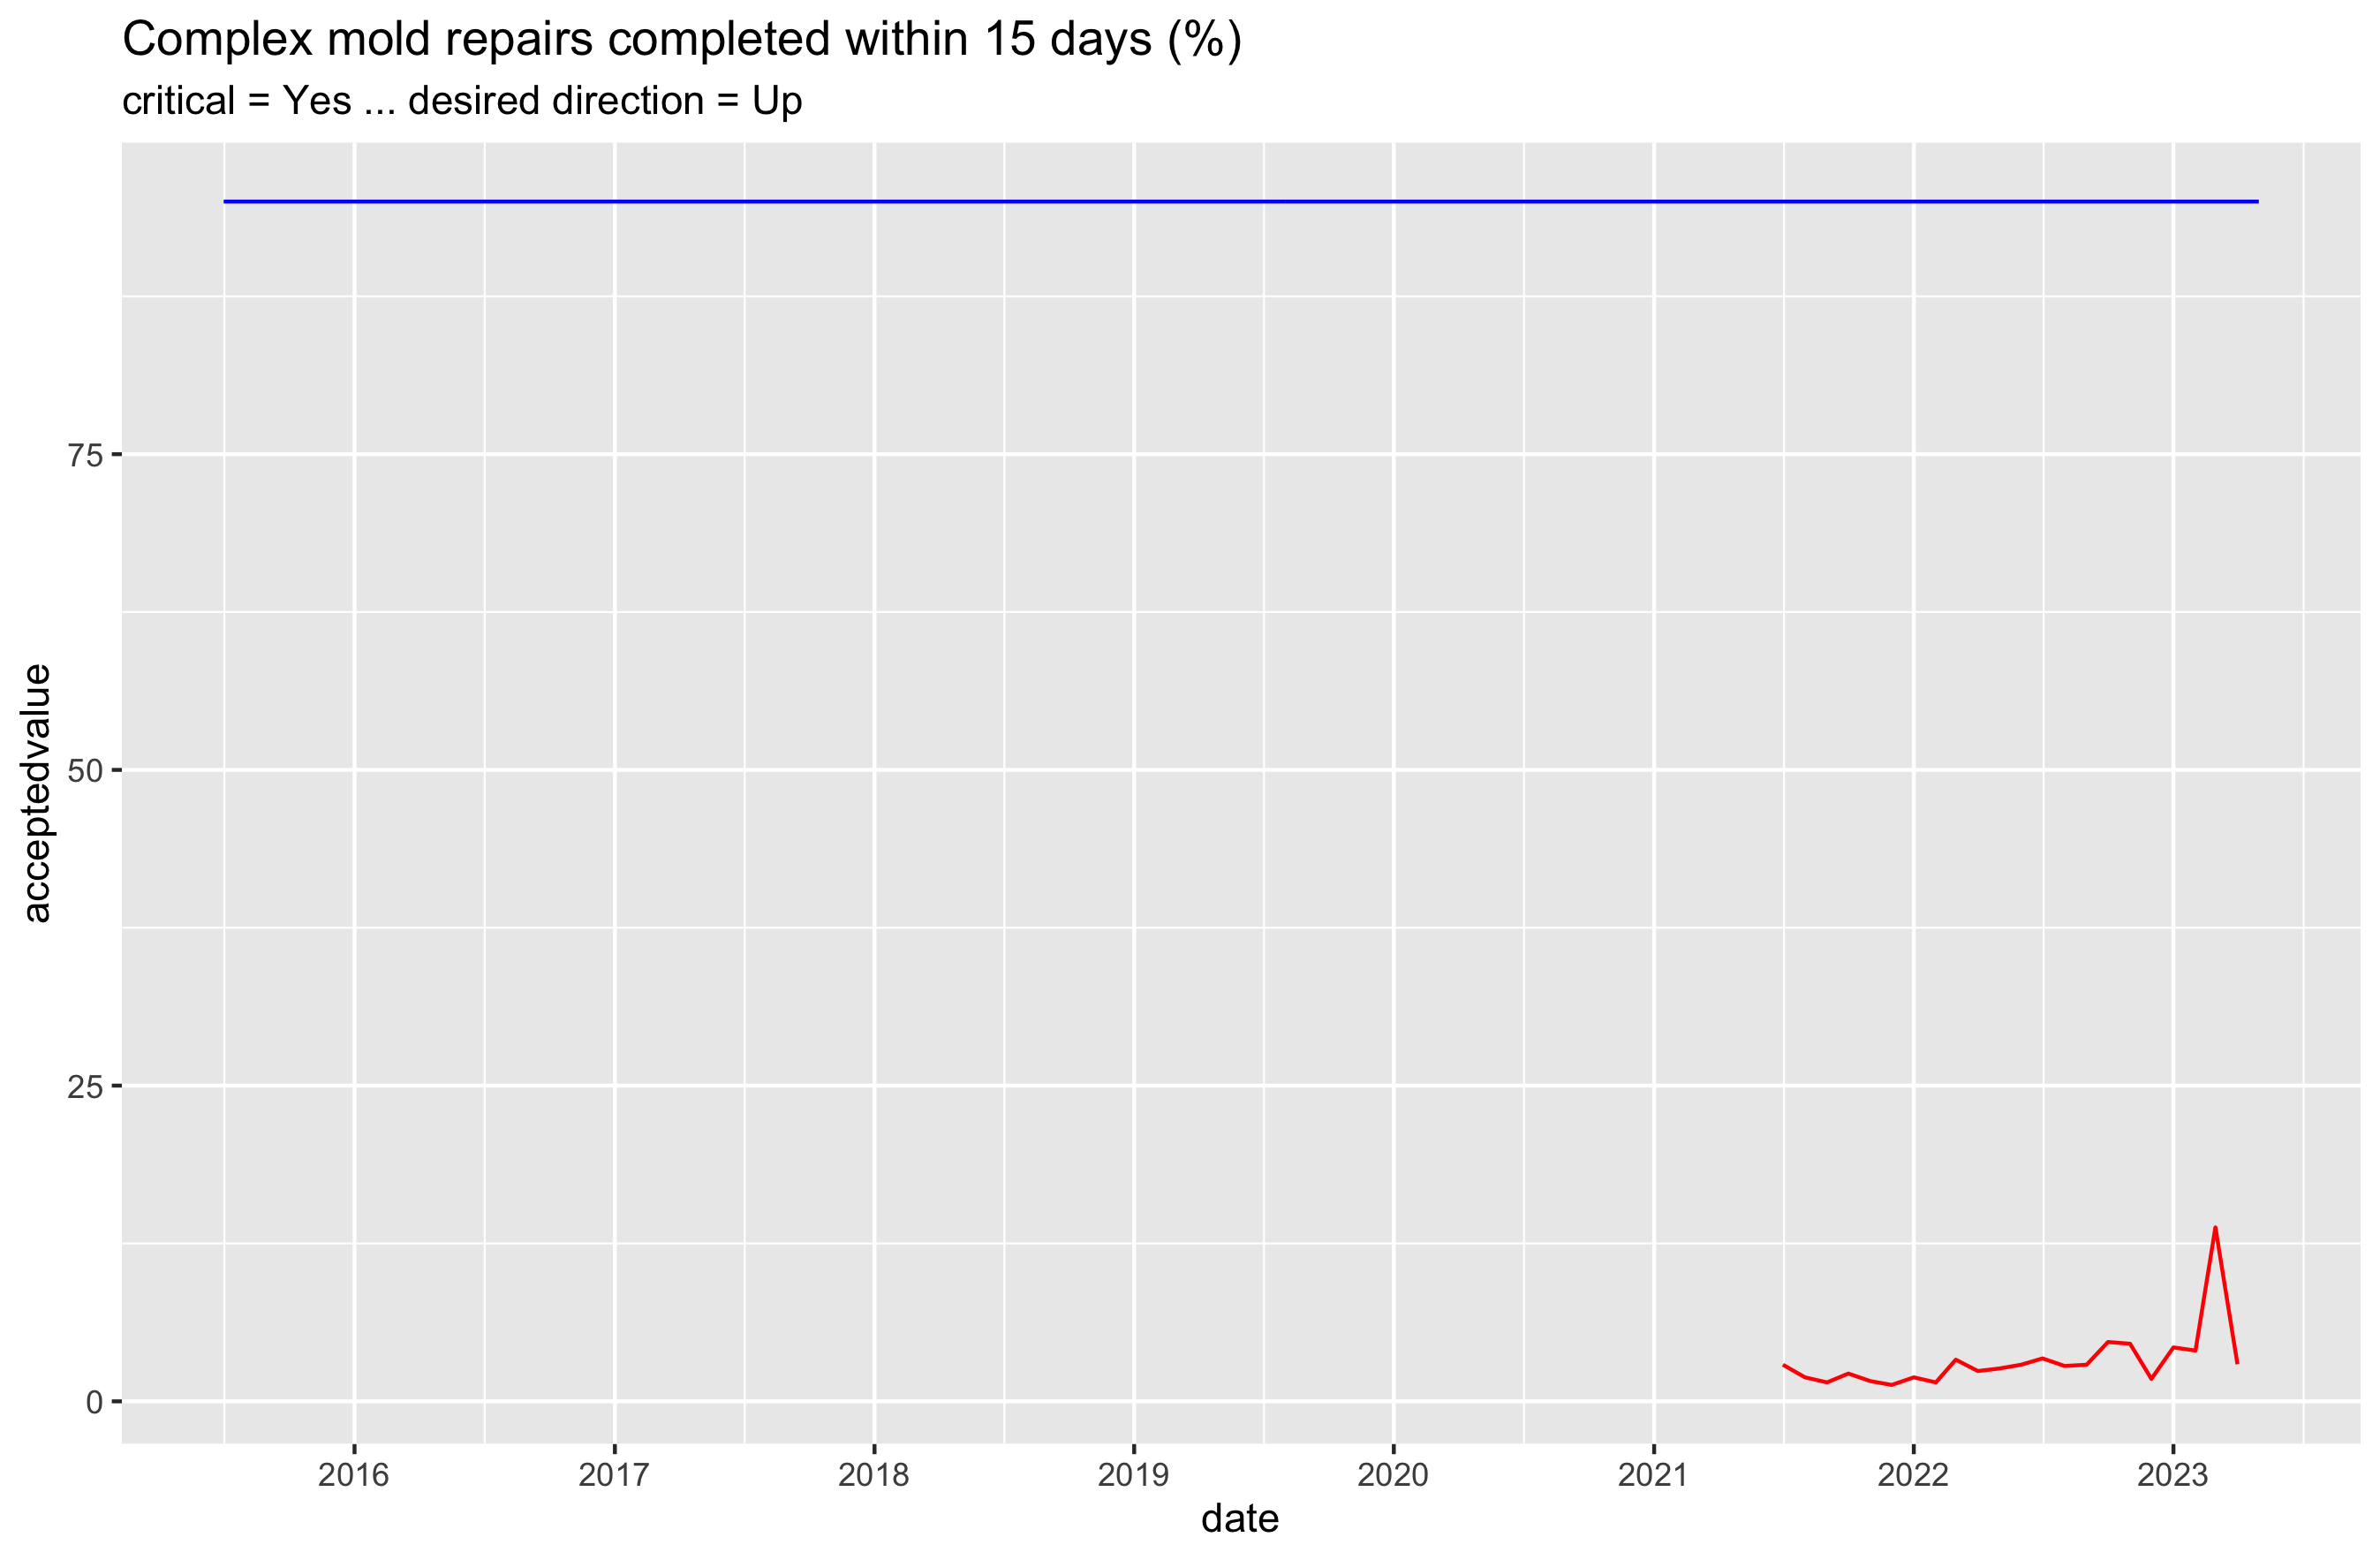 Complex mold repairs completed within 15 days (%)
critical = Yes ... desired direction = Up
acceptedvalue
75
50
25
0
2016 2017 2018 2019 2020 2021 2022 2023
date